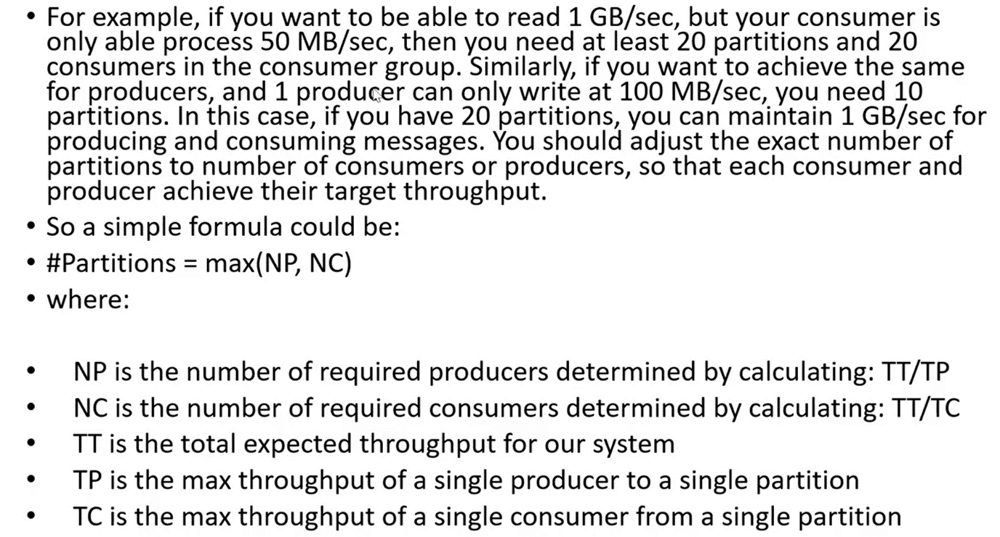 • For example, if you want to be able to read 1 GB/sec, but your consumer is
only able process 50 MB/sec, then you need at least 20 partitions and 20
consumers in the consumer group. Similarly, if you want to achieve the same
for producers, and 1 producer can only write at 100 MB/sec, you need 10
partitions. In this case, if you have 20 partitions, you can maintain 1 GB/sec for
producing and consuming messages. You should adjust the exact number of
partitions to number of consumers or producers, so that each consumer and
producer achieve their target throughput.
• So a simple formula could be:
• #Partitions = max(NP, NC)
• where:
• NP is the number of required producers determined by calculating: TT/TP
• NC is the number of required consumers determined by calculating: TT/TC
• TT is the total expected throughput for our system
• TP is the max throughput of a single producer to a single partition
• TC is the max throughput of a single consumer from a single partition